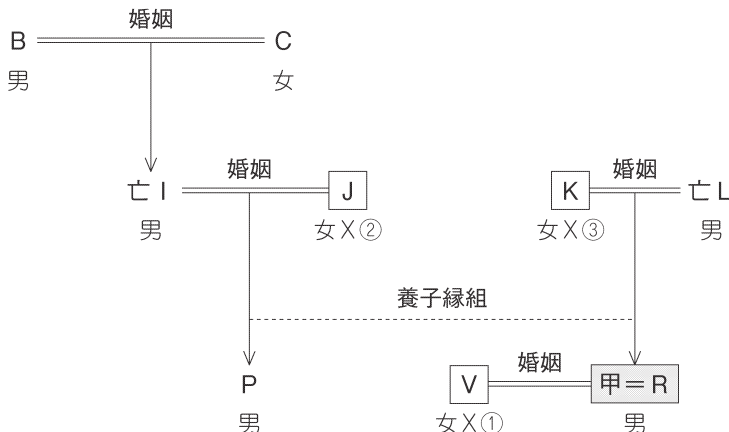 婚姻
B C
男 女
婚姻 婚姻
亡I J K 亡L
男 女X② 女X③ 男
養子縁組
婚姻
P V 甲=R
男 女X① 男